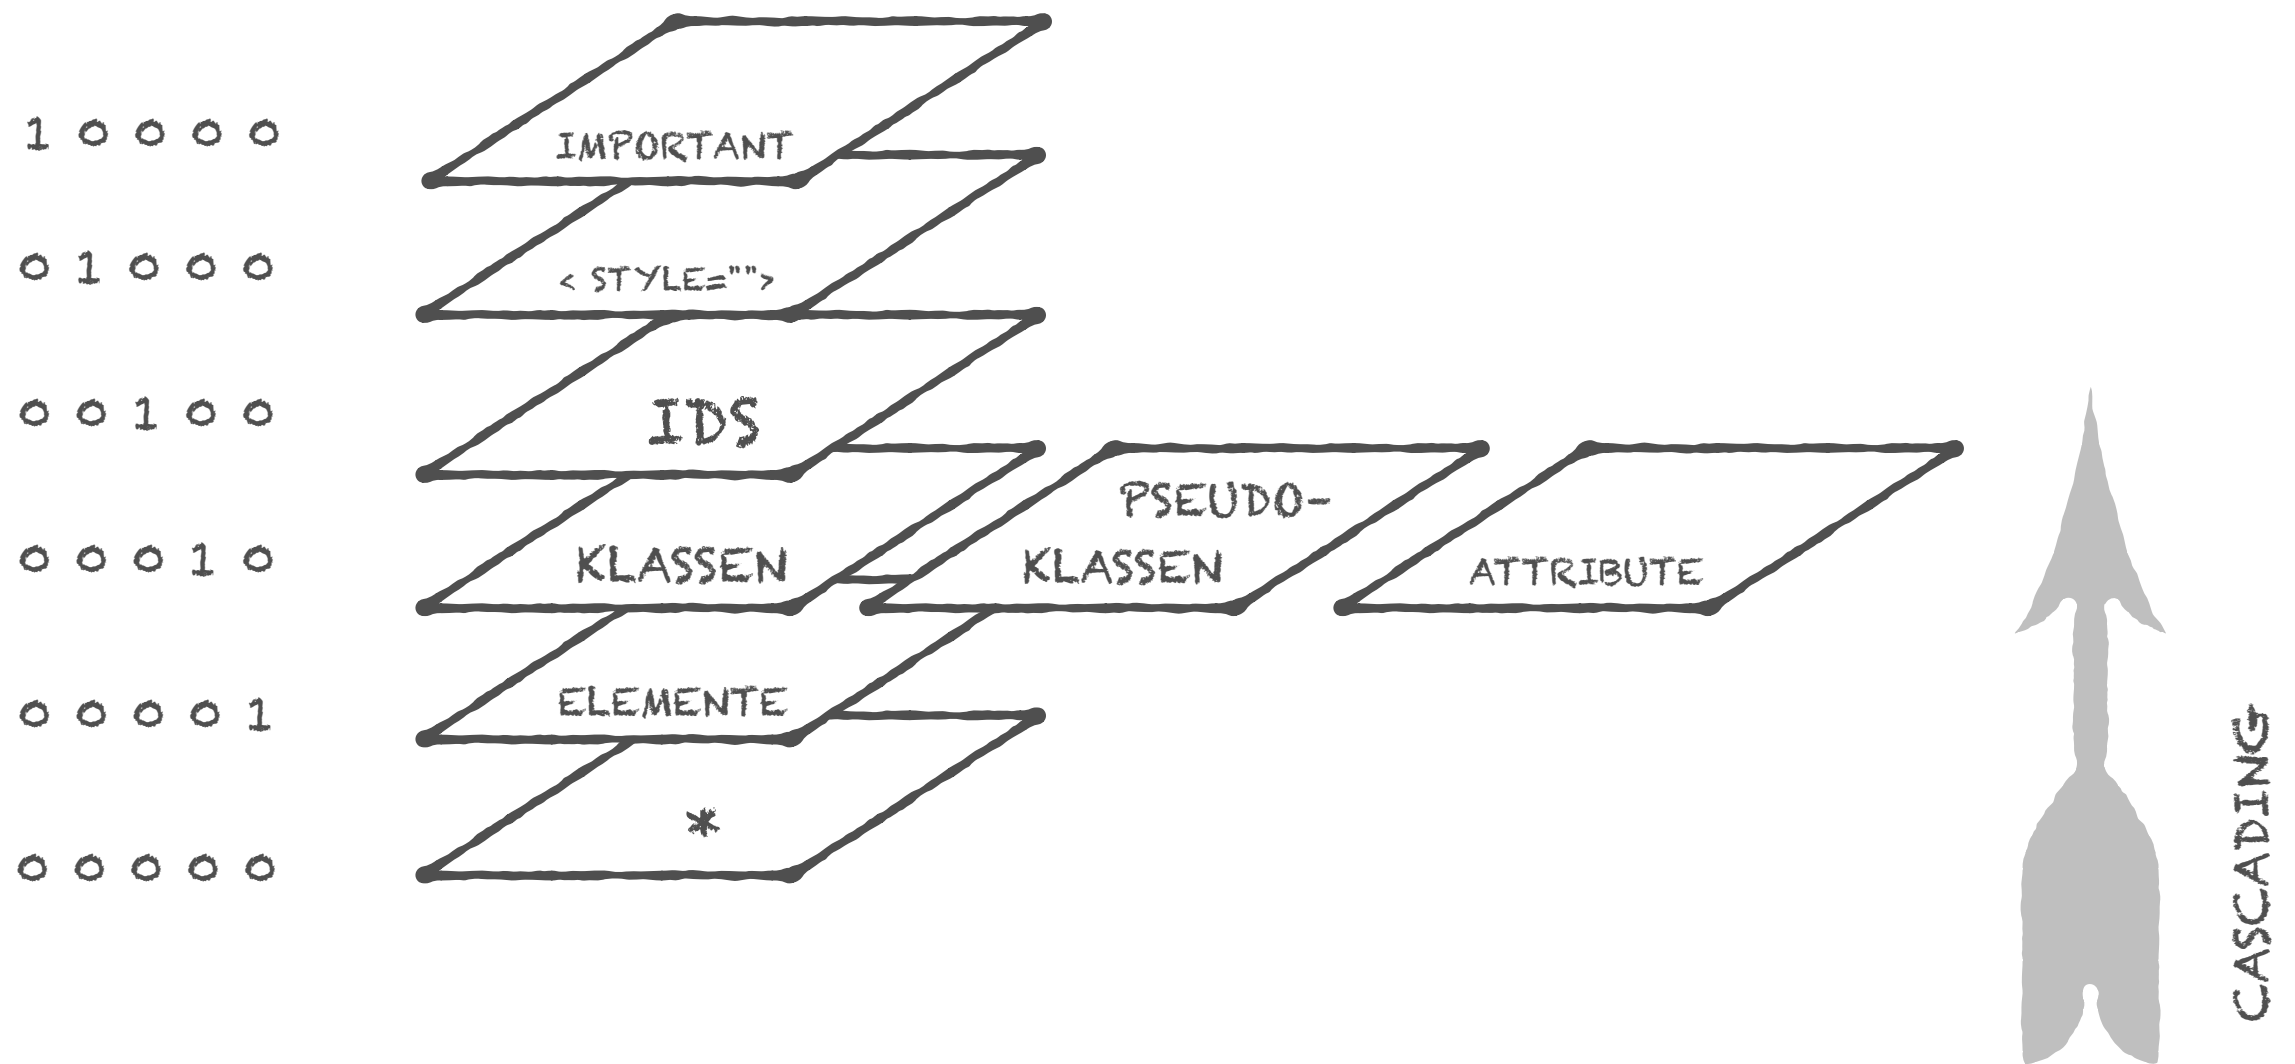 1 0 0 0 0
IMPORTANT
0 1 0 0 0
< STYLE="">
0 0 1 0 0
IDS
0 0 0 1 0
KLASSEN
PSEUDO-
KLASSEN
ATTRIBUTE
0 0 0 0 1
ELEMENTE
0 0 0 0 0
*
CASCADING